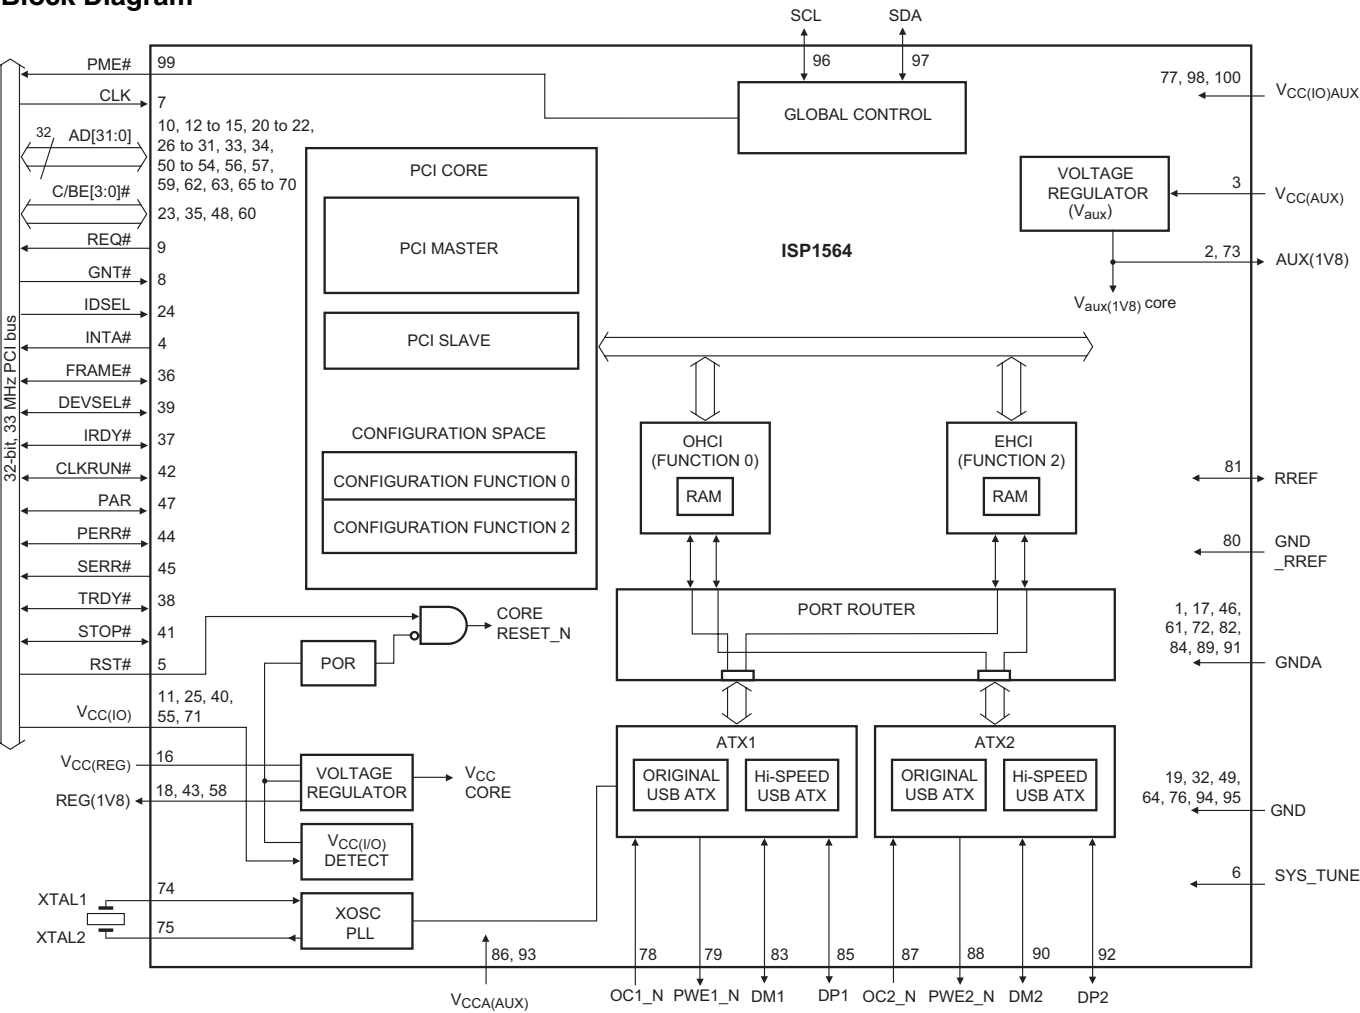 Block Diagram
SCL
SDA
96
97
PME#
99
CLK
7
32
AD[31:0]
10, 12 to 15, 20 to 22,
26 to 31, 33, 34,
50 to 54, 56, 57,
59, 62, 63, 65 to 70
C/BE[3:0]#
23, 35, 48, 60
REQ#
9
GNT#
8
IDSEL
24
INTA#
4
FRAME#
36
DEVSEL#
39
IRDY#
37
CLKRUN#
42
PAR
47
PERR#
44
SERR#
45
TRDY#
38
STOP#
41
RST#
5
VCC(IO)
11, 25, 40,
55, 71
VCC(REG)
16
REG(1V8)
18, 43, 58
XTAL1
74
XTAL2
75
32-bit, 33 MHz PCI bus
GLOBAL CONTROL
PCI CORE
PCI MASTER
PCI SLAVE
CONFIGURATION SPACE
CONFIGURATION FUNCTION 0
CONFIGURATION FUNCTION 2
CORE
RESET_N
POR
VOLTAGE
REGULATOR
VCC
CORE
VCC(I/O)
DETECT
XOSC
PLL
ISP1564
VOLTAGE
REGULATOR
(Vaux)
Vaux(1V8) core
OHCI
(FUNCTION 0)
RAM
EHCI
(FUNCTION 2)
RAM
PORT ROUTER
ATX1
ORIGINAL
USB ATX
Hi-SPEED
USB ATX
ATX2
ORIGINAL
USB ATX
Hi-SPEED
USB ATX
77, 98, 100
VCC(IO)AUX
3
VCC(AUX)
2, 73
AUX(1V8)
81
RREF
80
GND
_RREF
1, 17, 46,
61, 72, 82,
84, 89, 91
GNDA
19, 32, 49,
64, 76, 94, 95
GND
6
SYS_TUNE
86, 93
78
79
83
85
87
88
90
92
VCCA(AUX)
OC1_N
PWE1_N
DM1
DP1
OC2_N
PWE2_N
DM2
DP2